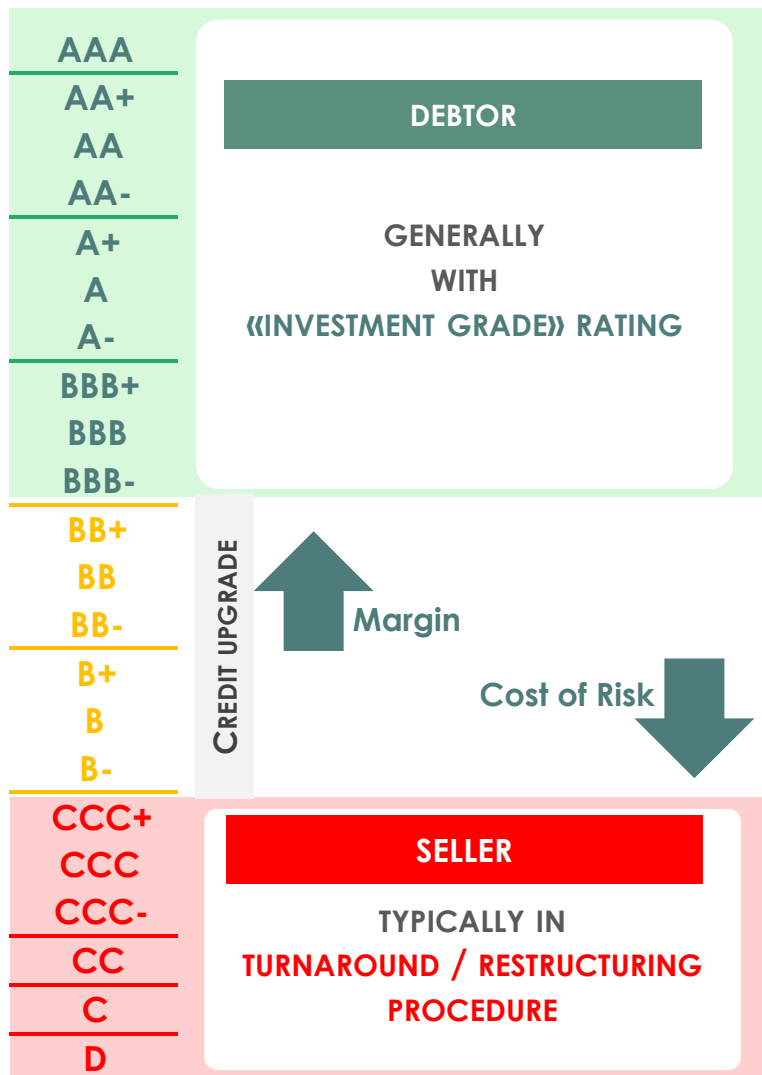 AAA
AA+
AA
AA-
A+
A
A-
BBB+
BBB
BBB-
BB+
BB
BB-
B+
B
B-
CCC+
CCC
CCC-
CC
C
D
DEBTOR
GENERALLY
WITH
«INVESTMENT GRADE» RATING
CREDIT UPGRADE
Margin
Cost of Risk
SELLER
TYPICALLY IN
TURNAROUND / RESTRUCTURING
PROCEDURE